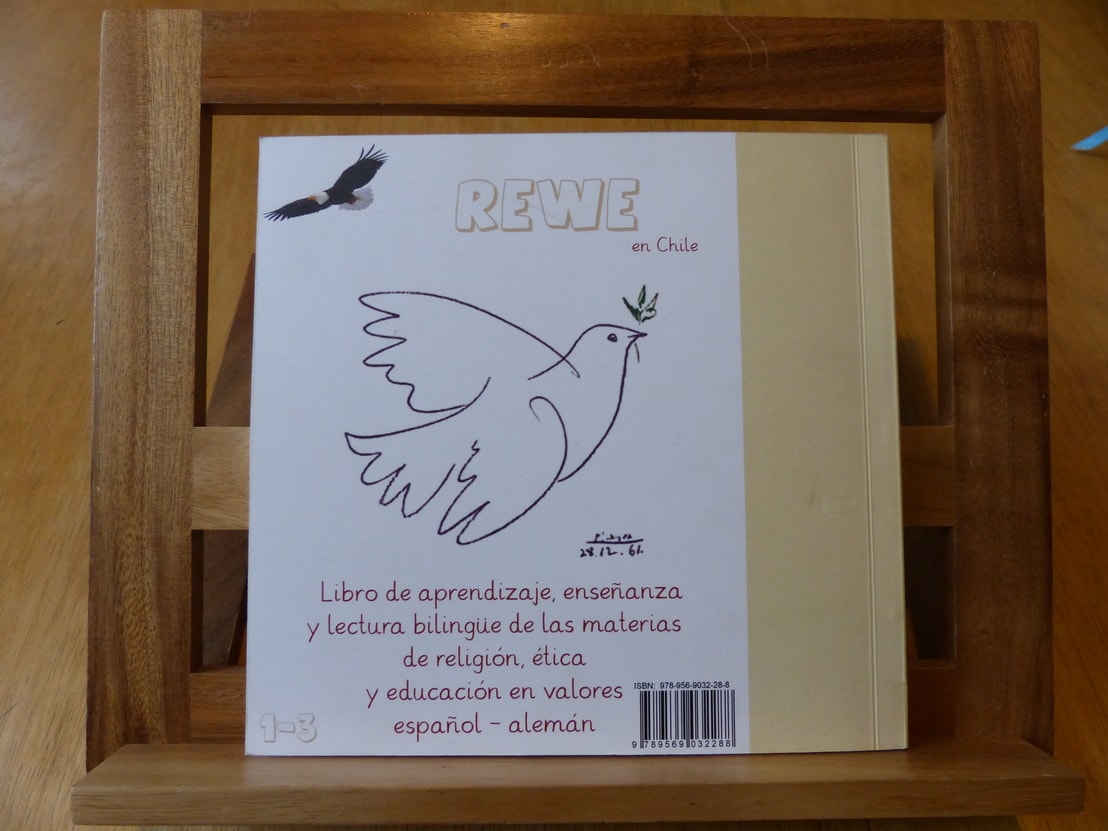 REWE
en Chile
28.12.61.
Libro de aprendizaje, enseñanza
y lectura bilingüe de las materias
de religión, ética
y educación en valores
español - alemán
1-3
ISBN: 978-956-9032-28-8
9 789569 032288